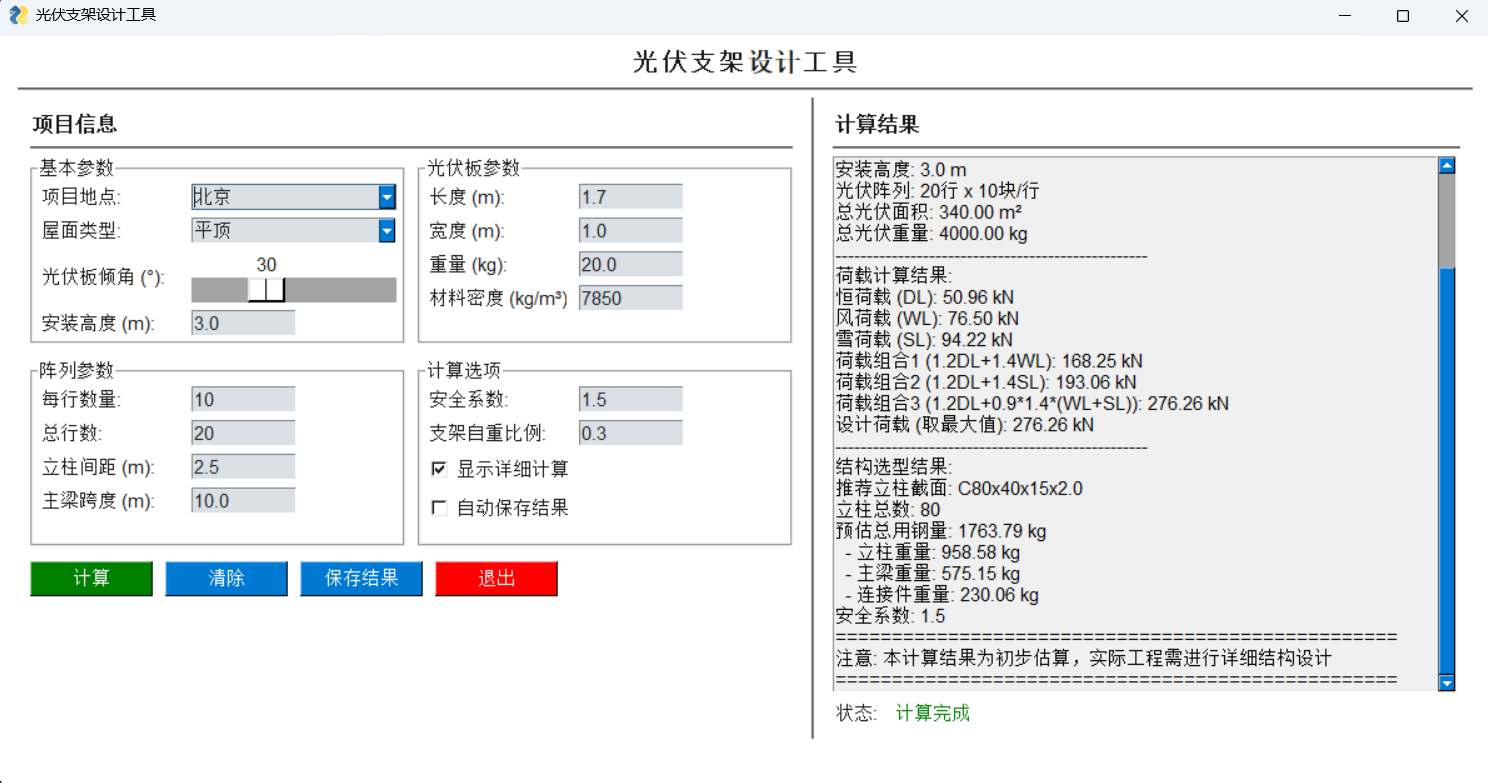 光伏支架设计工具
光伏支架设计工具
项目信息
基本参数
项目地点: 北京
屋面类型: 平顶
30
光伏板倾角 (°):
安装高度 (m): 3.0
光伏板参数
长度 (m): 1.7
宽度 (m): 1.0
重量 (kg): 20.0
材料密度 (kg/m³) 7850
阵列参数
每行数量: 10
总行数: 20
立柱间距 (m): 2.5
主梁跨度 (m): 10.0
计算选项
安全系数: 1.5
支架自重比例: 0.3
显示详细计算
自动保存结果
计算 清除 保存结果 退出
计算结果
安装高度: 3.0 m
光伏阵列: 20行 x 10块/行
总光伏面积: 340.00 m²
总光伏重量: 4000.00 kg
--------------------------------------------------
荷载计算结果:
恒荷载 (DL): 50.96 kN
风荷载 (WL): 76.50 kN
雪荷载 (SL): 94.22 kN
荷载组合1 (1.2DL+1.4WL): 168.25 kN
荷载组合2 (1.2DL+1.4SL): 193.06 kN
荷载组合3 (1.2DL+0.9*1.4*(WL+SL)): 276.26 kN
设计荷载 (取最大值): 276.26 kN
--------------------------------------------------
结构选型结果:
推荐立柱截面: C80x40x15x2.0
立柱总数: 80
预估总用钢量: 1763.79 kg
- 立柱重量: 958.58 kg
- 主梁重量: 575.15 kg
- 连接件重量: 230.06 kg
安全系数: 1.5
==================================================
注意: 本计算结果为初步估算，实际工程需进行详细结构设计
==================================================
状态: 计算完成